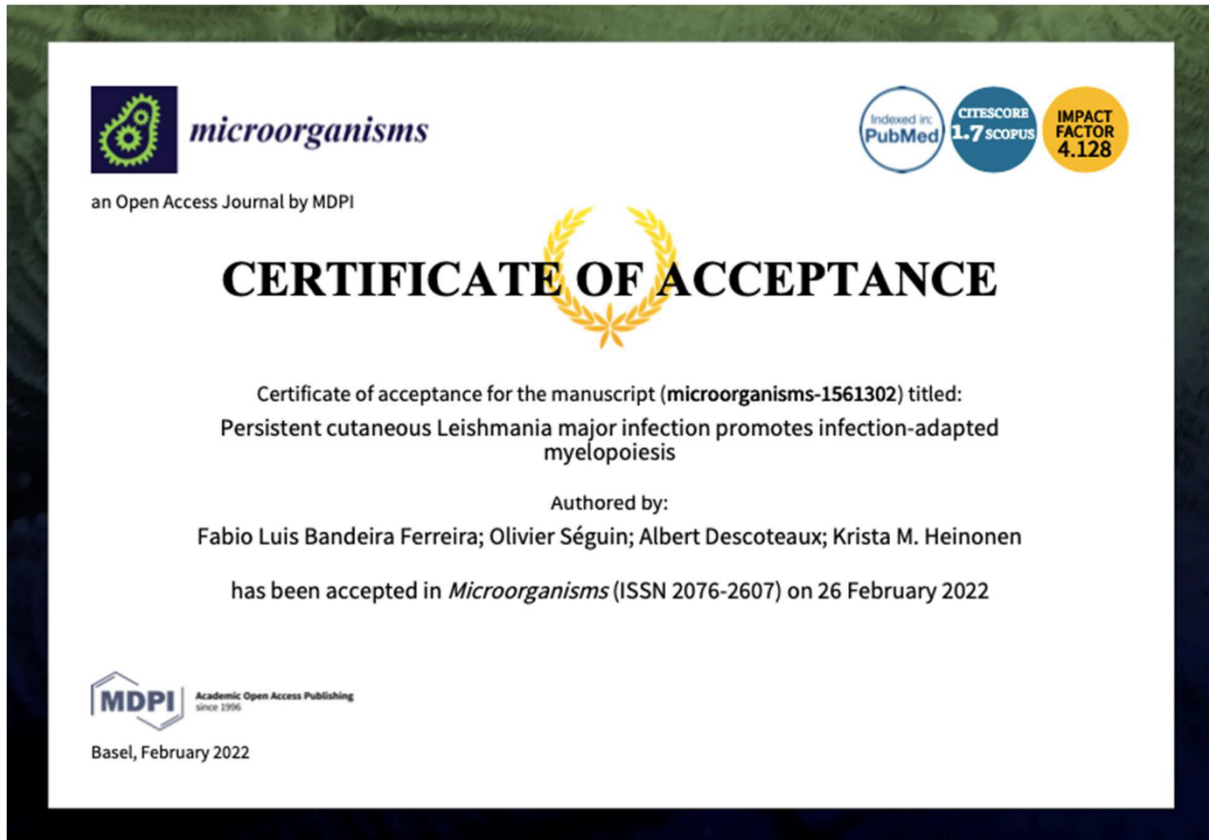 microorganisms
Indexed in:
PubMed
CITESCORE
1.7 SCOPUS
IMPACT
FACTOR
4.128
an Open Access Journal by MDPI
CERTIFICATE OF ACCEPTANCE
Certificate of acceptance for the manuscript (microorganisms-1561302) titled:
Persistent cutaneous Leishmania major infection promotes infection-adapted
myelopoiesis
Authored by:
Fabio Luis Bandeira Ferreira; Olivier Séguin; Albert Descoteaux; Krista M. Heinonen
has been accepted in Microorganisms (ISSN 2076-2607) on 26 February 2022
MDPI
Academic Open Access Publishing
since 1996
Basel, February 2022